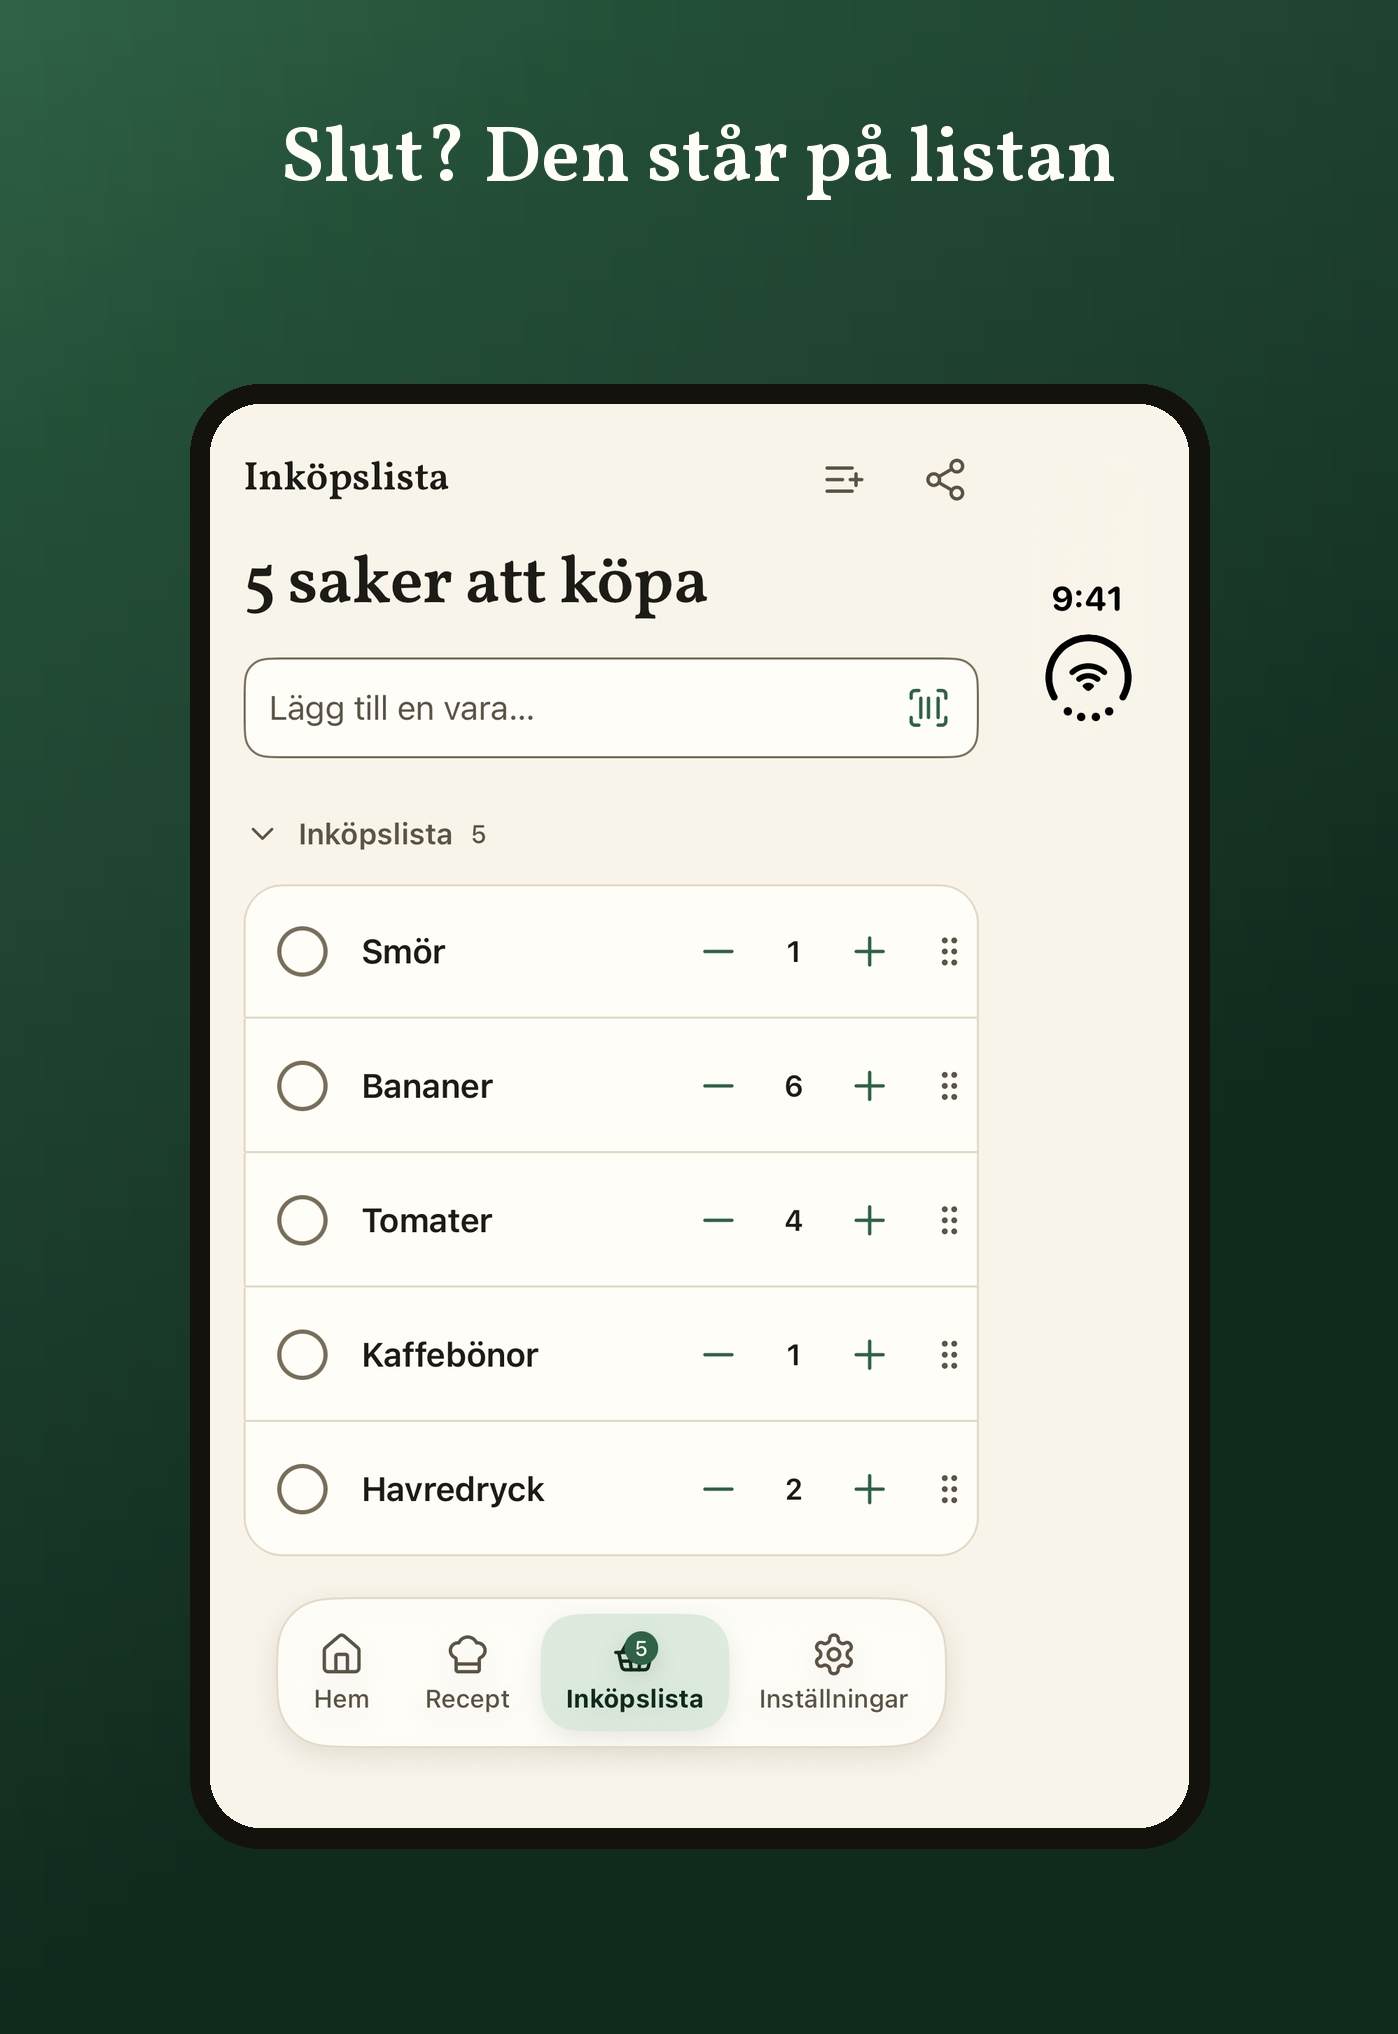 Slut? Den står på listan
Inköpslista
5 saker att köpa
9:41
Lägg till en vara...
Inköpslista 5
Smör 1
Bananer 6
Tomater 4
Kaffebönor 1
Havredryck 2
5
Hem Recept Inköpslista Inställningar